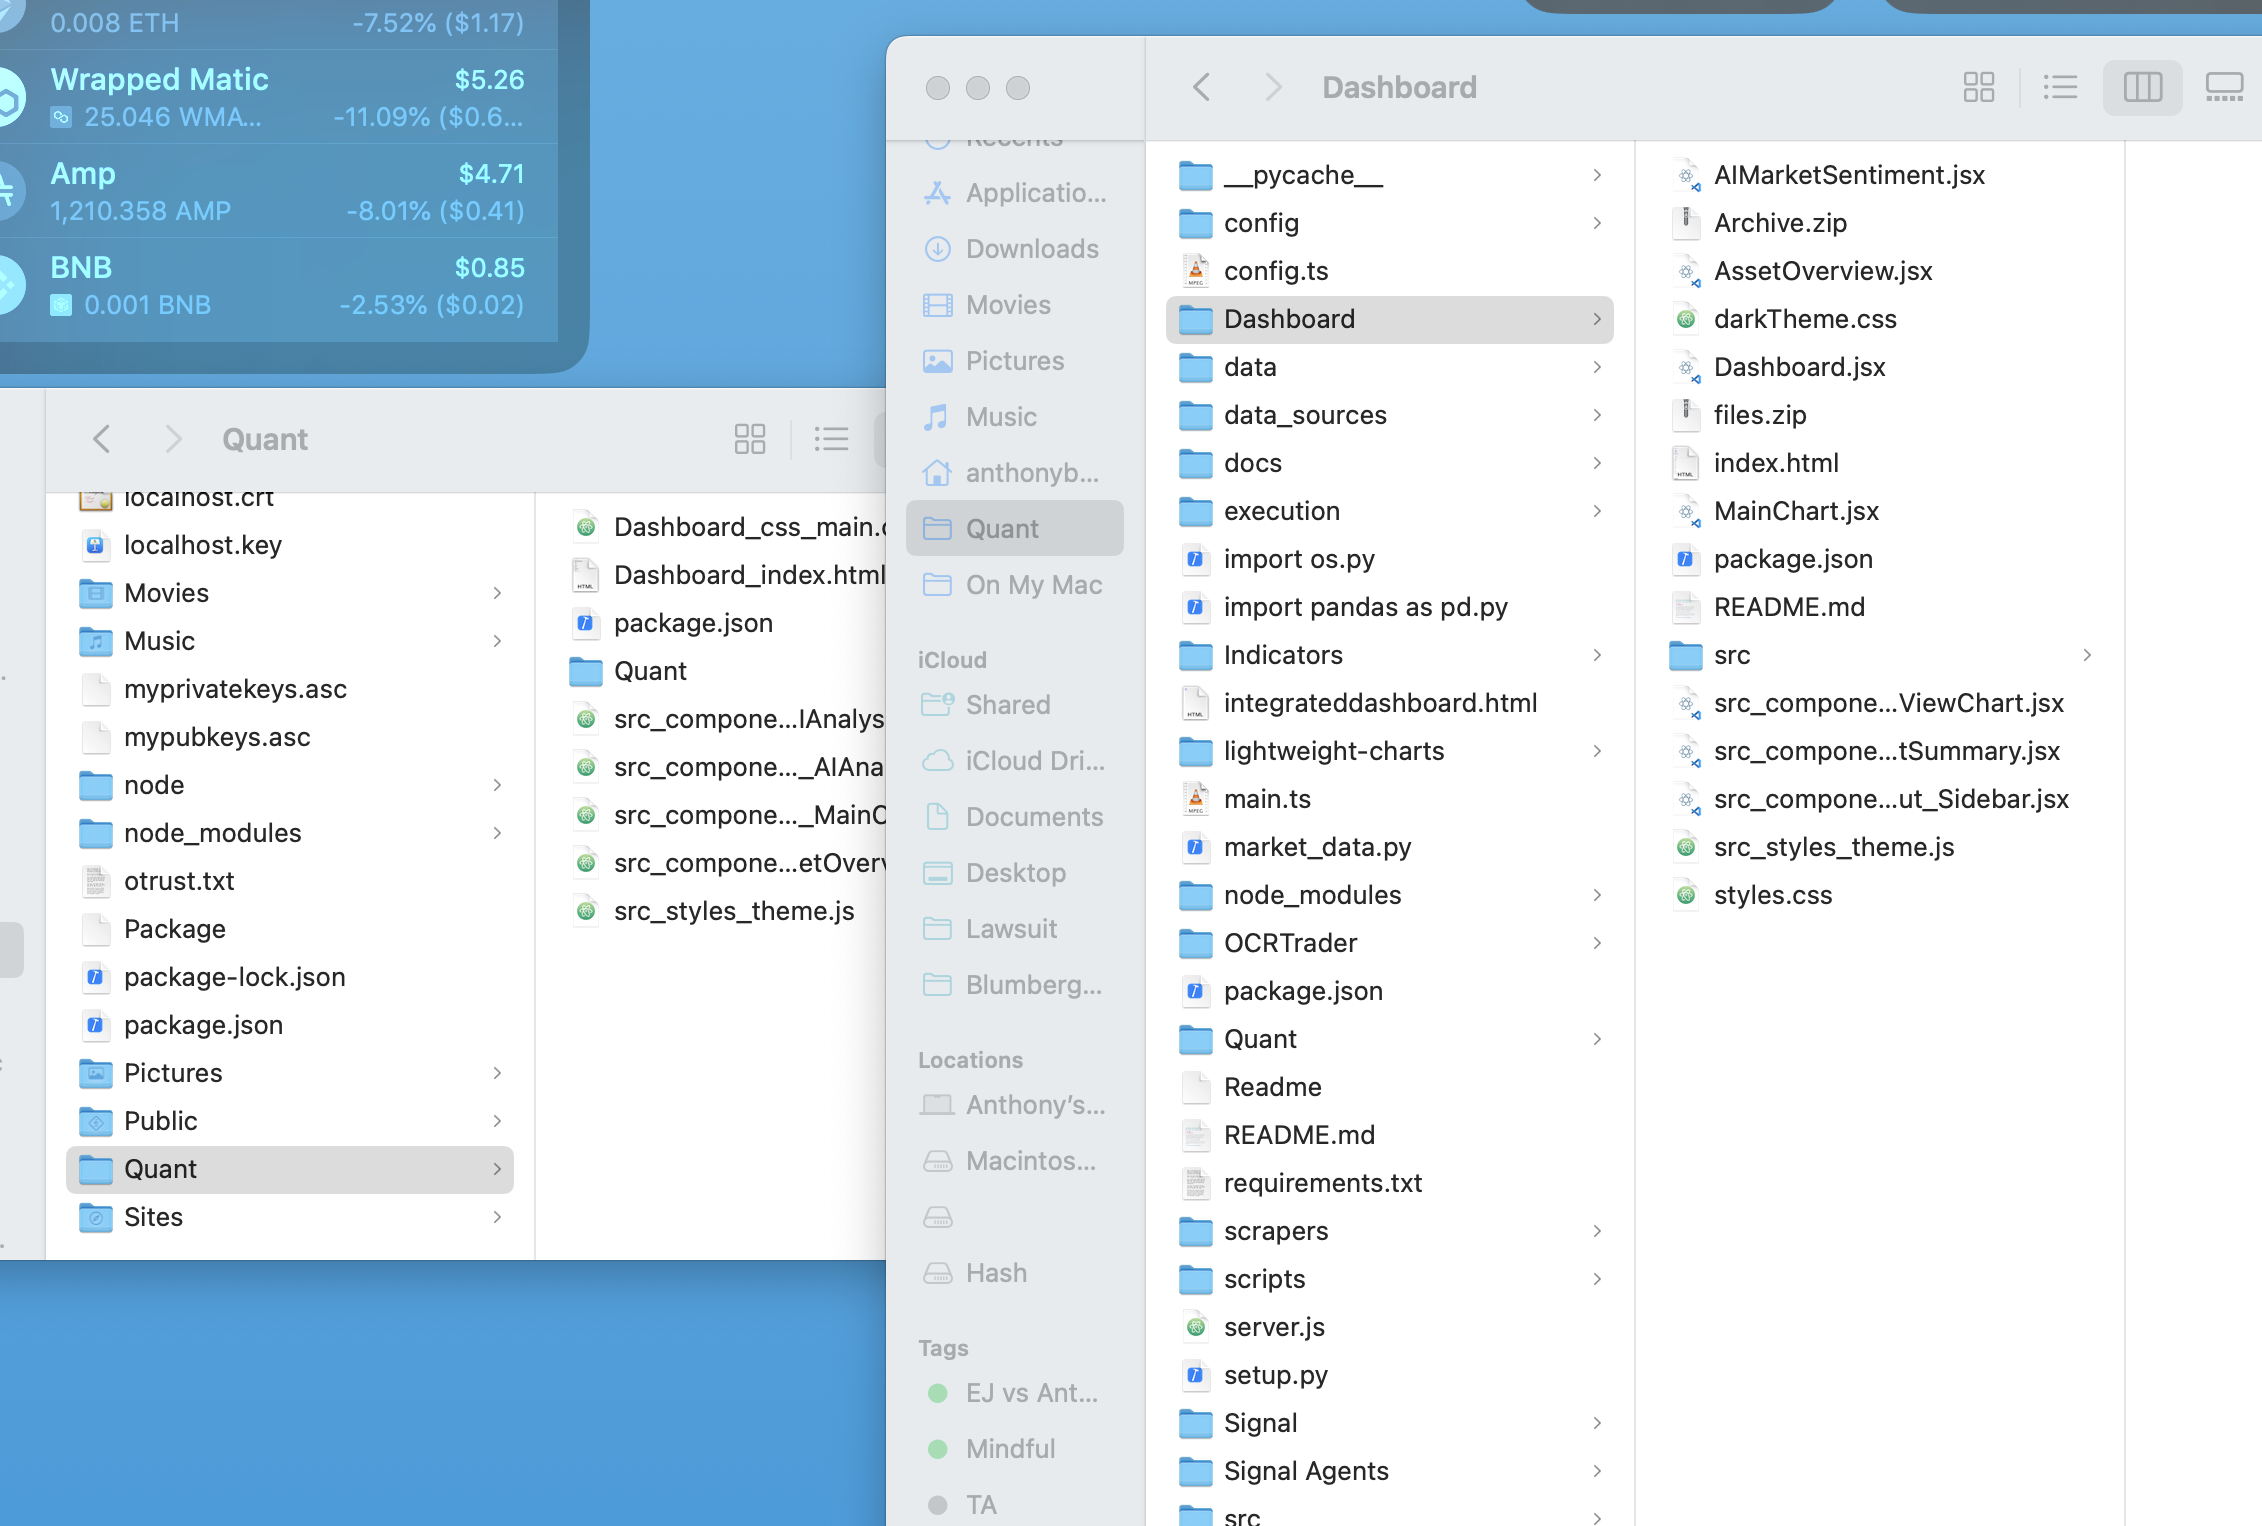 0.008 ETH
-7.52% ($1.17)
Wrapped Matic
$5.26
25.046 WMA...
-11.09% ($0.6...
Amp
$4.71
1,210.358 AMP
-8.01% ($0.41)
BNB
$0.85
0.001 BNB
-2.53% ($0.02)
Quant
localhost.crt
localhost.key
Movies
Music
myprivatekeys.asc
mypubkeys.asc
node
node_modules
otrust.txt
Package
package-lock.json
package.json
Pictures
Public
Quant
Sites
Dashboard_css_main.c
Dashboard_index.html
package.json
Quant
src_compone...IAnalys
src_compone..._AIAna
src_compone..._MainC
src_compone...etOverv
src_styles_theme.js
Dashboard
Recents
Applicatio...
Downloads
Movies
Pictures
Music
anthonyb...
Quant
On My Mac
iCloud
Shared
iCloud Dri...
Documents
Desktop
Lawsuit
Blumberg...
Locations
Anthony's...
Macintos...
Hash
Tags
EJ vs Ant...
Mindful
TA
__pycache__
config
config.ts
Dashboard
data
data_sources
docs
execution
import os.py
import pandas as pd.py
Indicators
integrateddashboard.html
lightweight-charts
main.ts
market_data.py
node_modules
OCRTrader
package.json
Quant
Readme
README.md
requirements.txt
scrapers
scripts
server.js
setup.py
Signal
Signal Agents
src
AIMarketSentiment.jsx
Archive.zip
AssetOverview.jsx
darkTheme.css
Dashboard.jsx
files.zip
index.html
MainChart.jsx
package.json
README.md
src
src_compone...ViewChart.jsx
src_compone...tSummary.jsx
src_compone...ut_Sidebar.jsx
src_styles_theme.js
styles.css